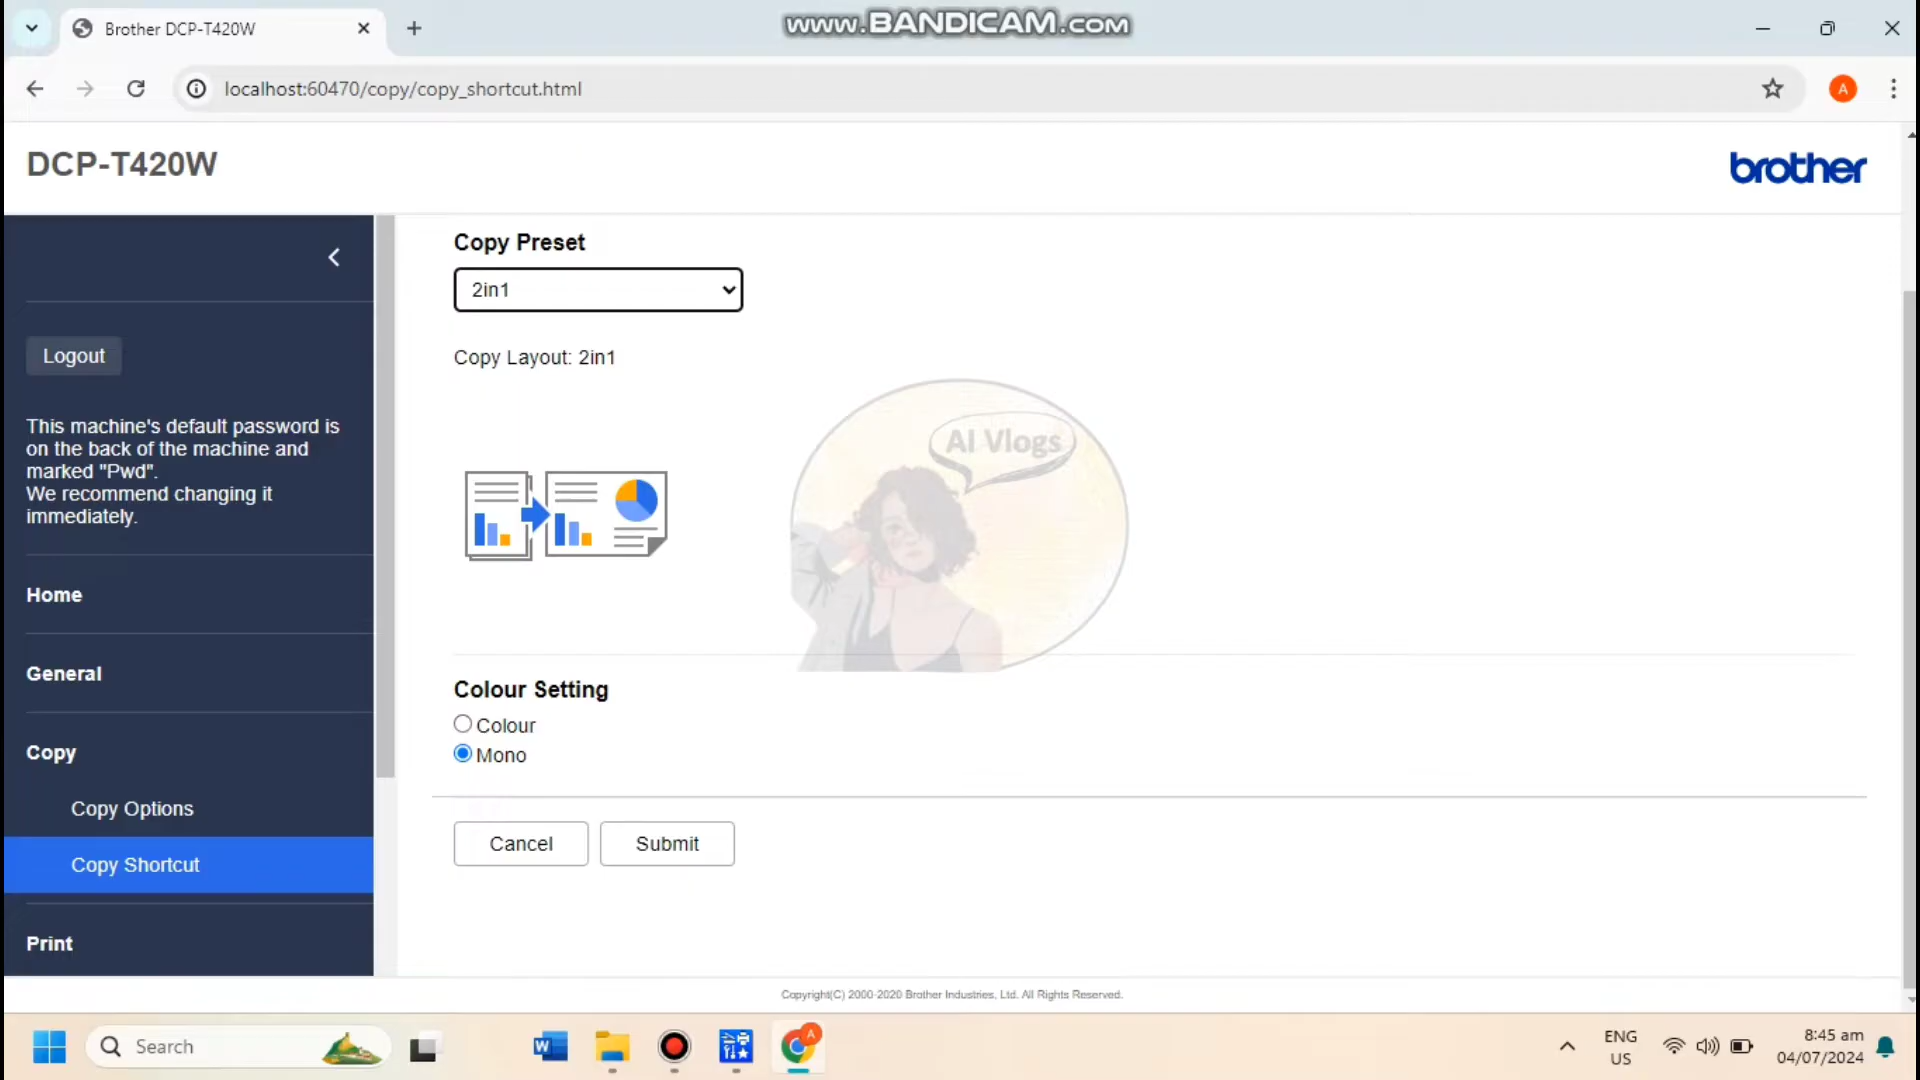 Brother DCP-T420W
www.BANDICAM.com
localhost:60470/copy/copy_shortcut.html
A
DCP-T420W
brother
Logout
This machine's default password is
on the back of the machine and
marked "Pwd".
We recommend changing it
immediately.
Home
General
Copy
Copy Options
Copy Shortcut
Print
Copy Preset
2in1
Copy Layout: 2in1
AI Vlogs
Colour Setting
Colour
Mono
Cancel
Submit
Copyright(C) 2000-2020 Brother Industries, Ltd. All Rights Reserved.
Search
W
A
ENG
US
8:45 am
04/07/2024